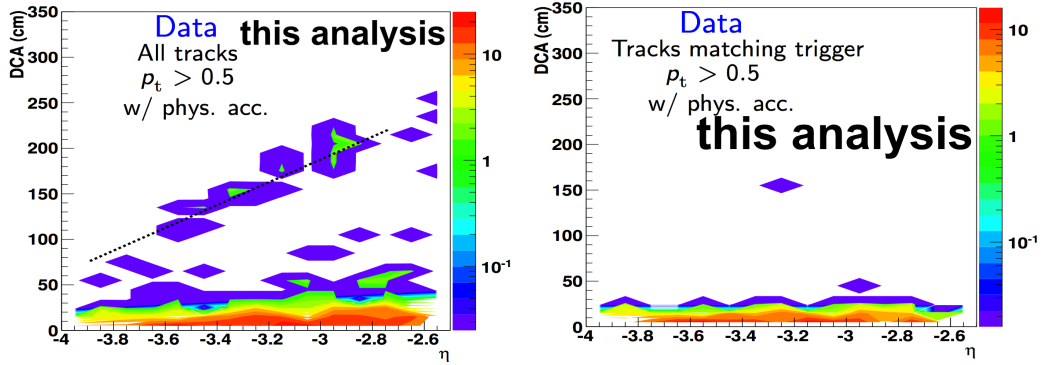 Data
this analysis
All tracks
pt > 0.5
w/ phys. acc.
DCA (cm)
350
300
250
200
150
100
50
0
-4 -3.8 -3.6 -3.4 -3.2 -3 -2.8 -2.6
η
10
1
10-1
Data
Tracks matching trigger
pt > 0.5
w/ phys. acc.
this analysis
DCA (cm)
350
300
250
200
150
100
50
0
-4 -3.8 -3.6 -3.4 -3.2 -3 -2.8 -2.6
η
10
1
10-1